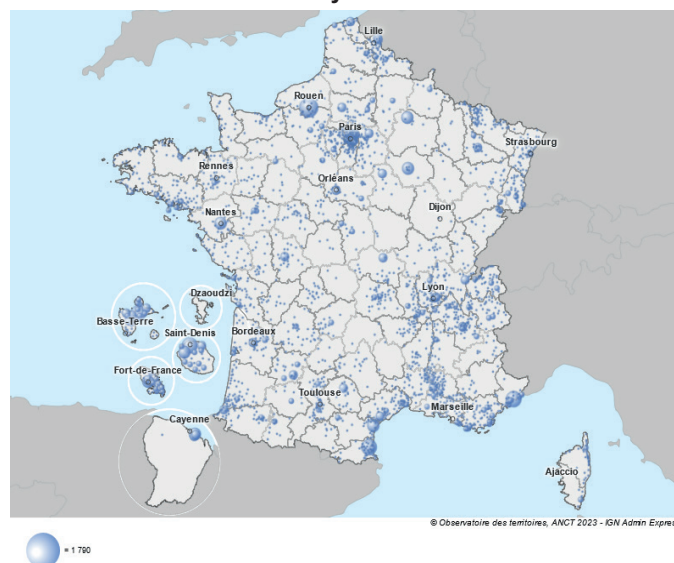 Lille
Rouen
Paris
Strasbourg
Rennes
Orléans
Dijon
Nantes
Dzaoudzi
Lyon
Basse-Terre
Saint-Denis
Bordeaux
Fort-de-France
Toulouse
Marseille
Cayenne
Ajaccio
© Observatoire des territoires, ANCT 2023 - IGN Admin Expres
= 1 790